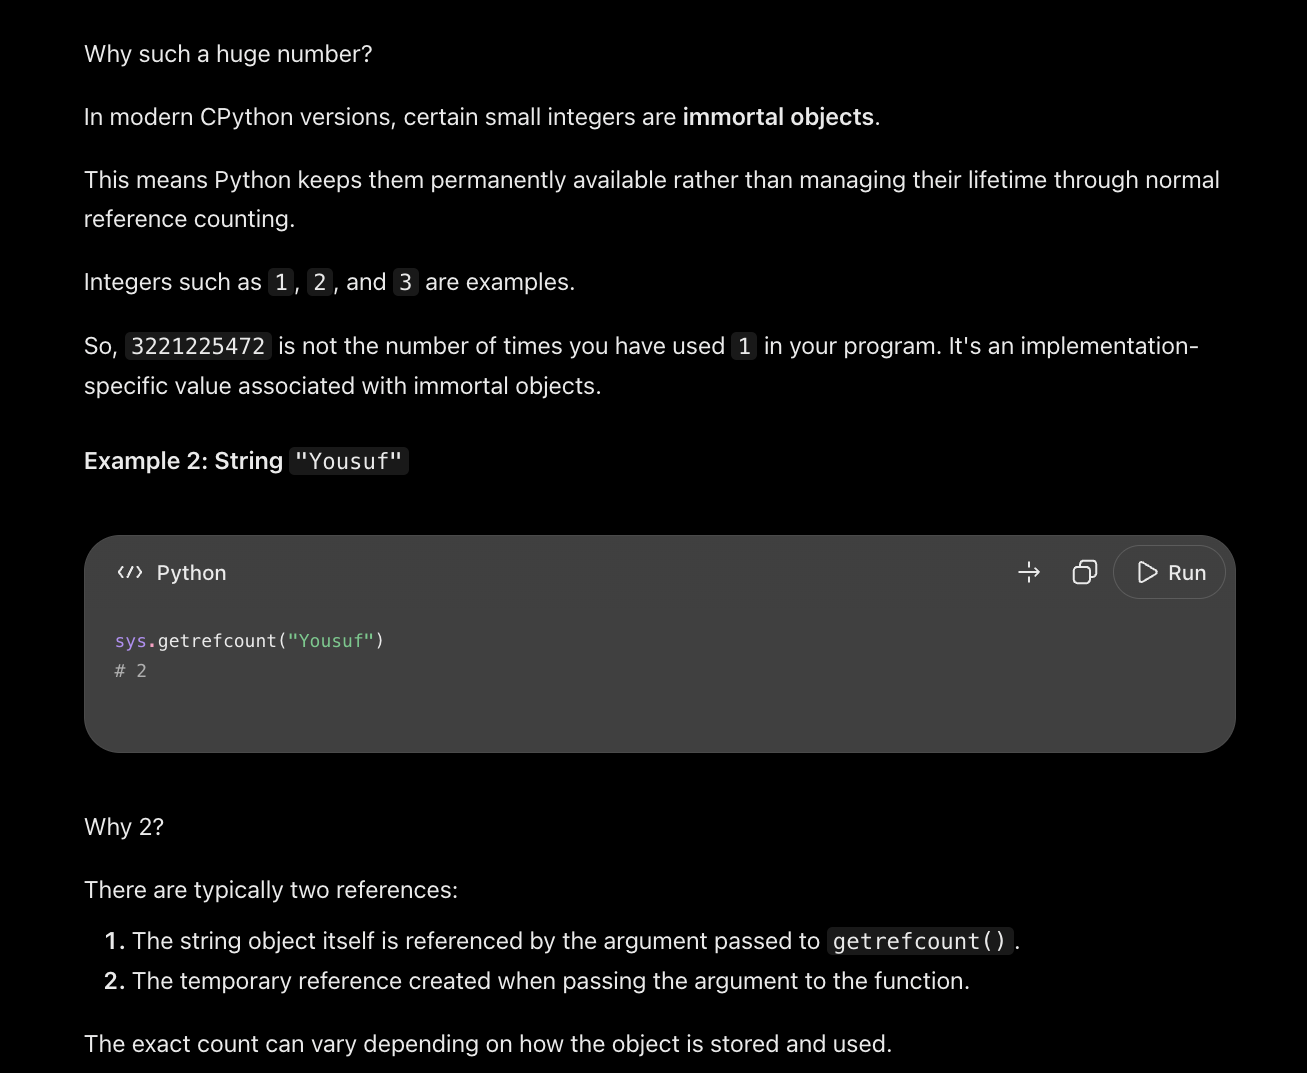 Why such a huge number?
In modern CPython versions, certain small integers are immortal objects.
This means Python keeps them permanently available rather than managing their lifetime through normal
reference counting.
Integers such as 1, 2, and 3 are examples.
So, 3221225472 is not the number of times you have used 1 in your program. It's an implementation-
specific value associated with immortal objects.
Example 2: String "Yousuf"
Python Run
sys.getrefcount("Yousuf")
# 2
Why 2?
There are typically two references:
1. The string object itself is referenced by the argument passed to getrefcount().
2. The temporary reference created when passing the argument to the function.
The exact count can vary depending on how the object is stored and used.